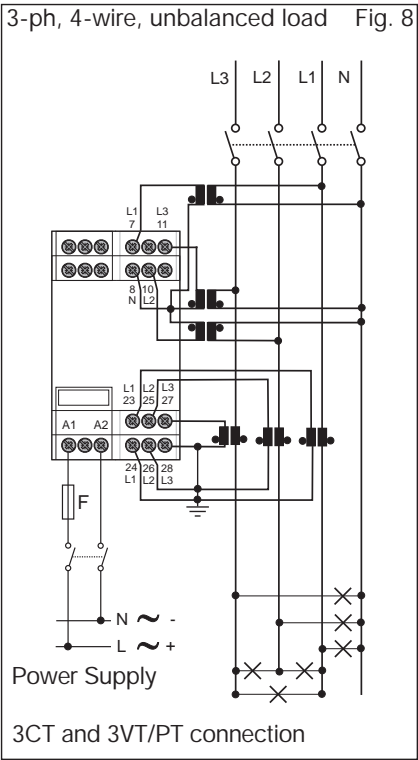 3-ph, 4-wire, unbalanced load Fig. 8
L3 L2 L1 N
L1 L3
7 11
8 10
N L2
L1 L2 L3
23 25 27
A1 A2
24 26 28
L1 L2 L3
F
N ~ -
L ~ +
Power Supply
3CT and 3VT/PT connection